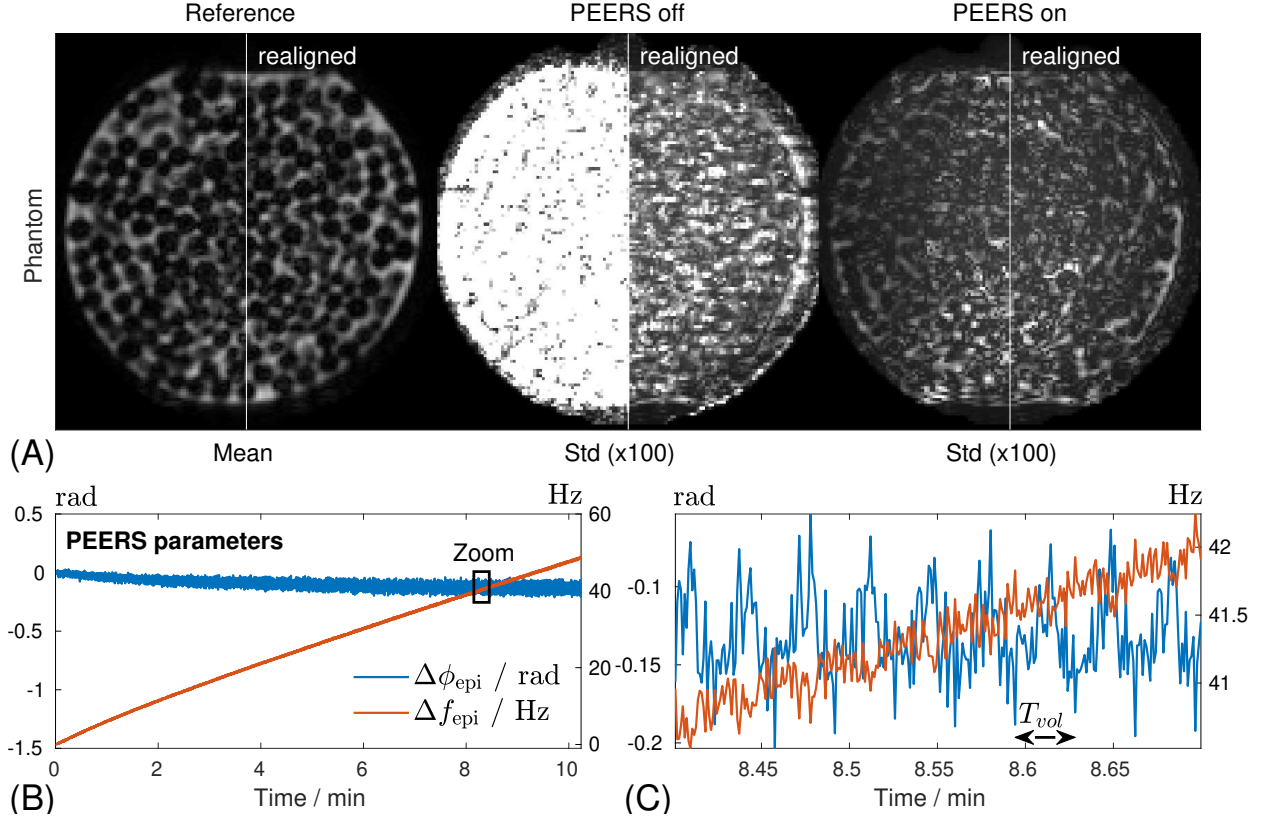 Reference PEERS off PEERS on
realigned realigned realigned
Phantom
(A) Mean Std (x100) Std (x100)
rad Hz rad Hz
0.5 60
PEERS parameters
Zoom
42
0 40 -0.1
41.5
-0.5
20 -0.15
41
-1
Δϕepi / rad
Δfepi / Hz
Tvol
-1.5 0 -0.2
0 2 4 6 8 10 8.45 8.5 8.55 8.6 8.65
(B) Time / min (C) Time / min